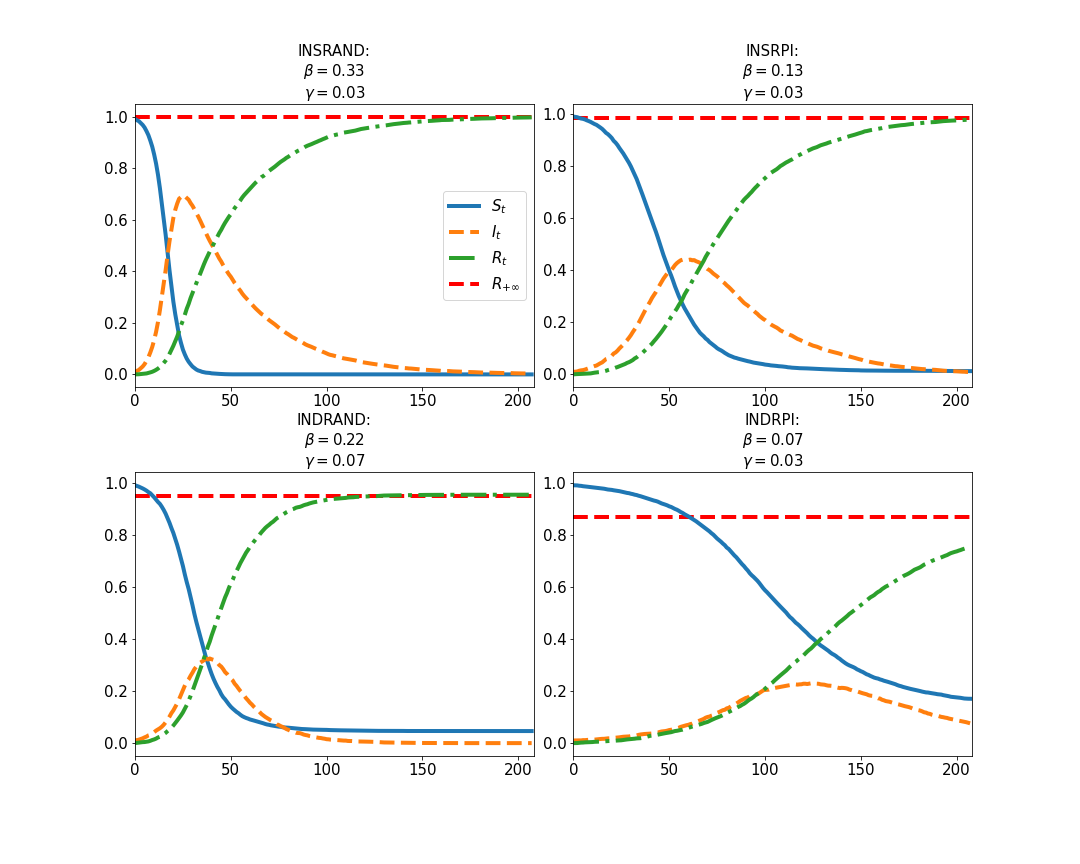 INSRAND:
β = 0.33
γ = 0.03
1.0
0.8
0.6
0.4
0.2
0.0
0 50 100 150 200
S_t
I_t
R_t
R_{+∞}
INSRPI:
β = 0.13
γ = 0.03
1.0
0.8
0.6
0.4
0.2
0.0
0 50 100 150 200
INDRAND:
β = 0.22
γ = 0.07
1.0
0.8
0.6
0.4
0.2
0.0
0 50 100 150 200
INDRPI:
β = 0.07
γ = 0.03
1.0
0.8
0.6
0.4
0.2
0.0
0 50 100 150 200